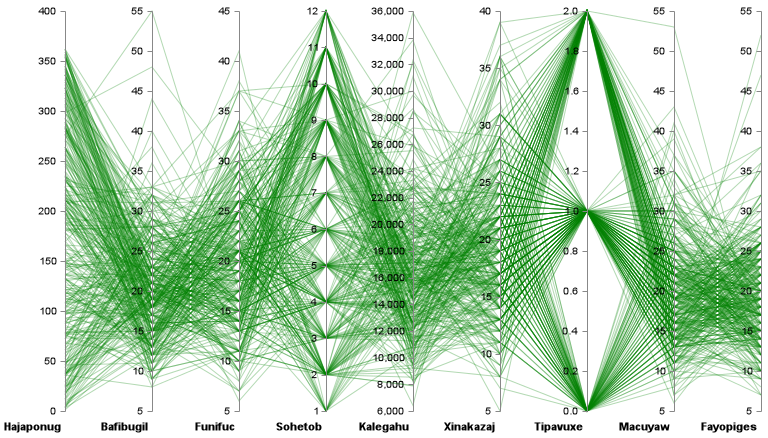 400 55 45 12 36,000 40 2.0 55 55
34,000
50 11 50 50
350 40 32,000 35 1.8
45 10 30,000 45 45
300 28,000 1.6
40 35 9 30 40 40
26,000
250 8 1.4
35 24,000 35 35
30 25 1.2
7 22,000
200 30 25 20,000 1.0 30 30
6
25 18,000 20 25 25
150 20 5 16,000 0.8
20 14,000 0.6 20 20
100 15 4 15
15 12,000 15 15
50 3 0.4
10 10 10,000 10 10 10
2 8,000 0.2
0 5 5 1 6,000 5 0.0 5 5
Hajaponug Bafibugil Funifuc Sohetob Kalegahu Xinakazaj Tipavuxe Macuyaw Fayopiges